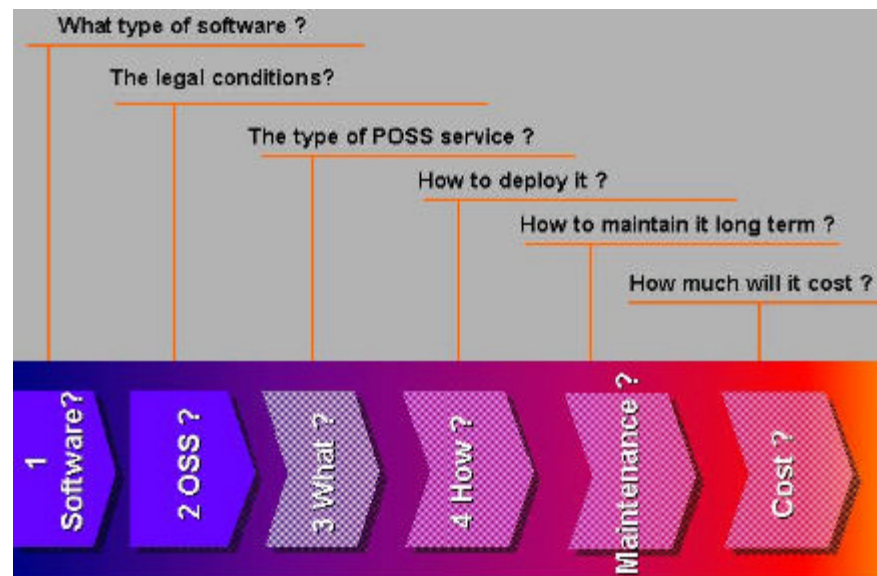 What type of software ?
The legal conditions?
The type of POSS service ?
How to deploy it ?
How to maintain it long term ?
How much will it cost ?
1
Software?
2 OSS ?
3 What ?
4 How ?
Maintenance ?
Cost ?